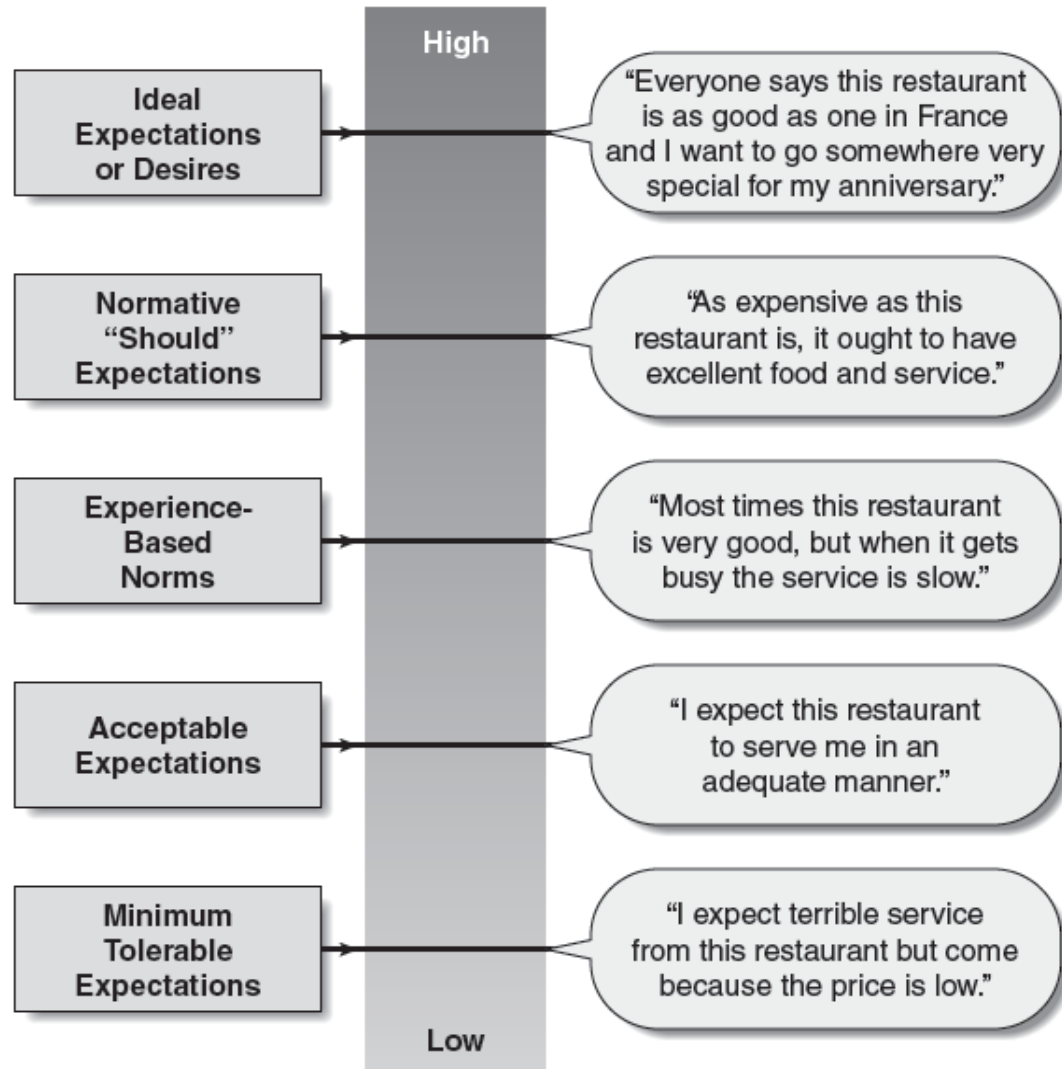 High
Ideal
Expectations
or Desires
“Everyone says this restaurant
is as good as one in France
and I want to go somewhere very
special for my anniversary.”
Normative
“Should”
Expectations
“As expensive as this
restaurant is, it ought to have
excellent food and service.”
Experience-
Based
Norms
“Most times this restaurant
is very good, but when it gets
busy the service is slow.”
Acceptable
Expectations
“I expect this restaurant
to serve me in an
adequate manner.”
Minimum
Tolerable
Expectations
“I expect terrible service
from this restaurant but come
because the price is low.”
Low